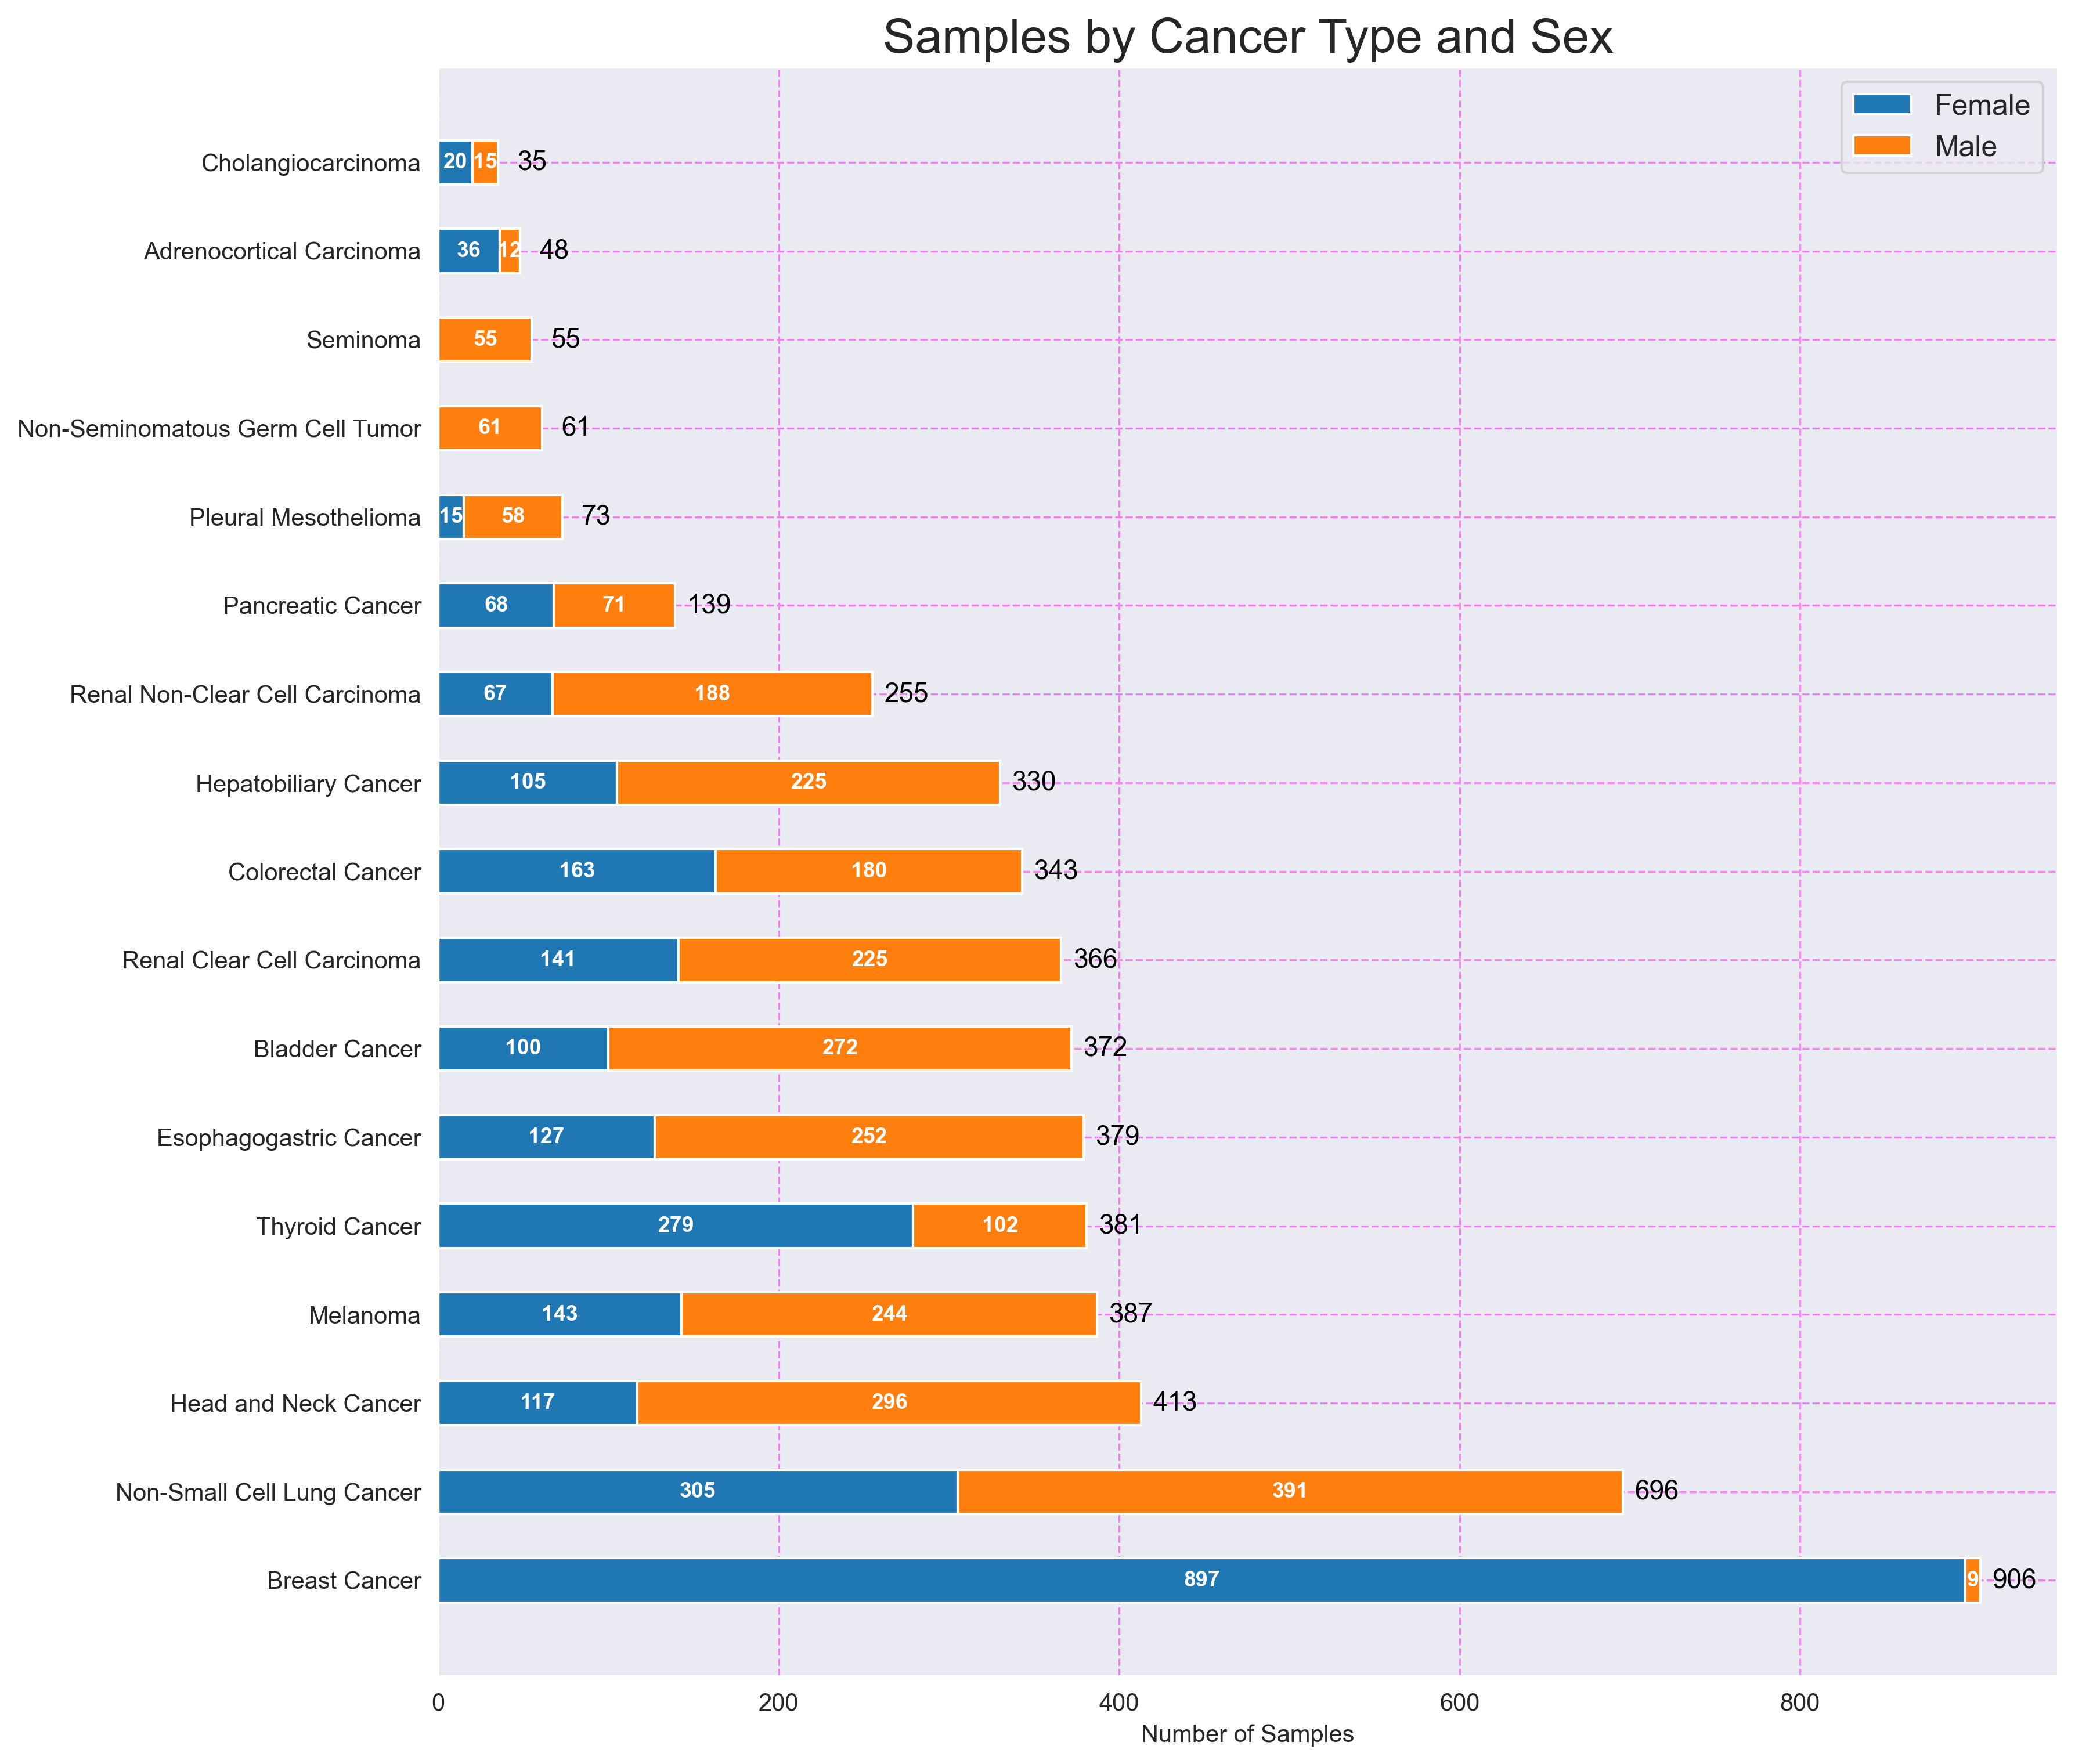 Samples by Cancer Type and Sex
Female
Male
Cholangiocarcinoma 20 15 35
Adrenocortical Carcinoma 36 12 48
Seminoma 55 55
Non-Seminomatous Germ Cell Tumor 61 61
Pleural Mesothelioma 15 58 73
Pancreatic Cancer 68 71 139
Renal Non-Clear Cell Carcinoma 67 188 255
Hepatobiliary Cancer 105 225 330
Colorectal Cancer 163 180 343
Renal Clear Cell Carcinoma 141 225 366
Bladder Cancer 100 272 372
Esophagogastric Cancer 127 252 379
Thyroid Cancer 279 102 381
Melanoma 143 244 387
Head and Neck Cancer 117 296 413
Non-Small Cell Lung Cancer 305 391 696
Breast Cancer 897 9 906
0 200 400 600 800
Number of Samples